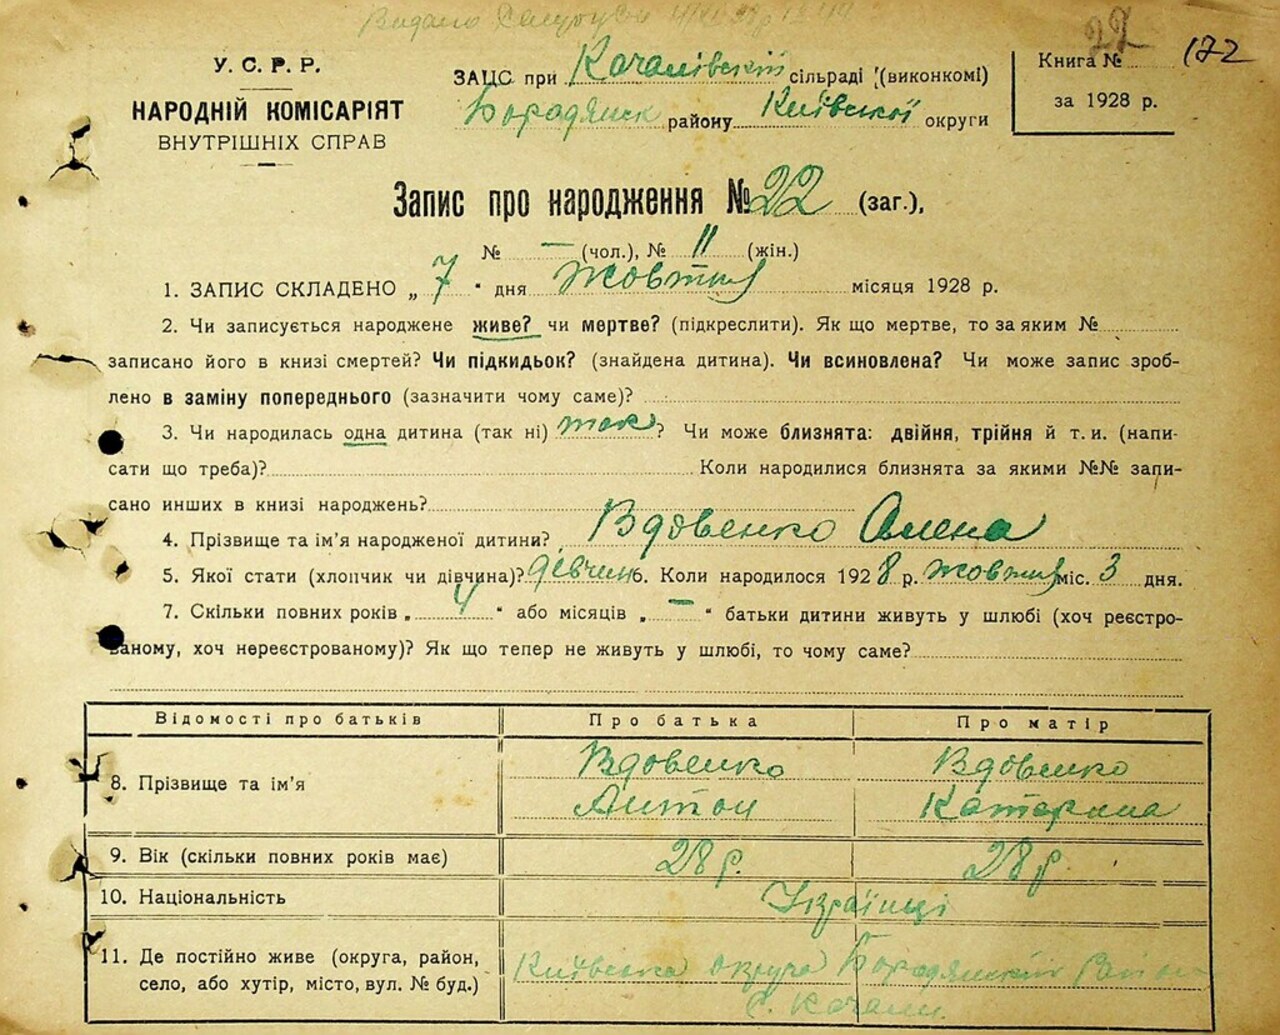 Видано
22
172
У. С. Р. Р.
НАРОДНІЙ КОМІСАРІЯТ
ВНУТРІШНІХ СПРАВ
ЗАЦС при Качалівській сільраді (виконкомі)
Бородянск району Київської округи
Книга №
за 1928 р.
Запис про народження № 22 (заг.),
№ — (чол.), № 11 (жін.)
1. ЗАПИС СКЛАДЕНО „ 7 " дня жовтня місяця 1928 р.
2. Чи записується народжене живе? чи мертве? (підкреслити). Як що мертве, то за яким №
записано його в книзі смертей? Чи підкидьок? (знайдена дитина). Чи всиновлена? Чи може запис зроб-
лено в заміну попереднього (зазначити чому саме)?
3. Чи народилась одна дитина (так ні) так? Чи може близнята: двійня, трійня й т. и. (напи-
сати що треба)? Коли народилися близнята за якими №№ запи-
сано инших в книзі народжень?
4. Прізвище та ім'я народженої дитини? Вдовенко Олена
5. Якої стати (хлопчик чи дівчина)? дівчин 6. Коли народилося 1928 р. жовтня міс. 3 дня.
7. Скільки повних років „ 4 " або місяців „ — " батьки дитини живуть у шлюбі (хоч реєстро-
ваному, хоч нереєстрованому)? Як що тепер не живуть у шлюбі, то чому саме?
Відомості про батьків Про батька Про матір
8. Прізвище та ім'я Вдовенко Антон Вдовенко Катерина
9. Вік (скільки повних років має) 28 р. 28 р.
10. Національність Українці
11. Де постійно живе (округа, район, Київська округа Бородянский Район
село, або хутір, місто, вул. № буд.) с. Качали.